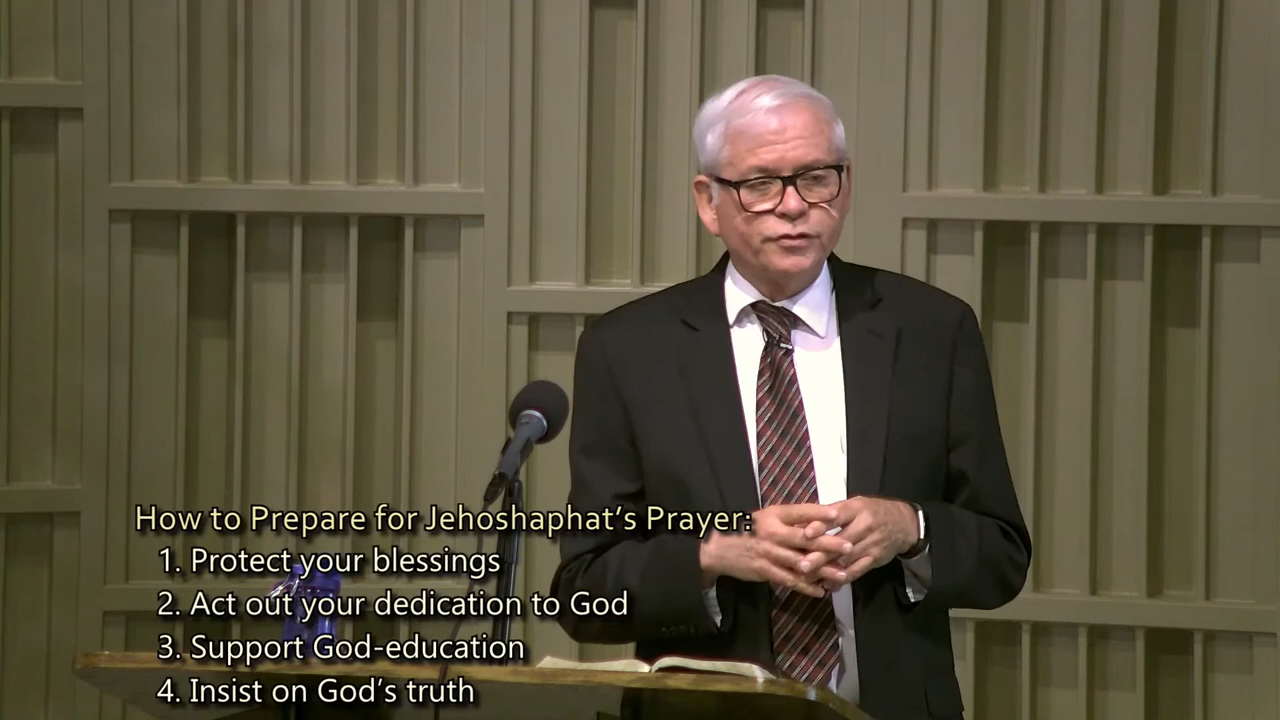 How to Prepare for Jehoshaphat's Prayer:
1. Protect your blessings
2. Act out your dedication to God
3. Support God-education
4. Insist on God's truth